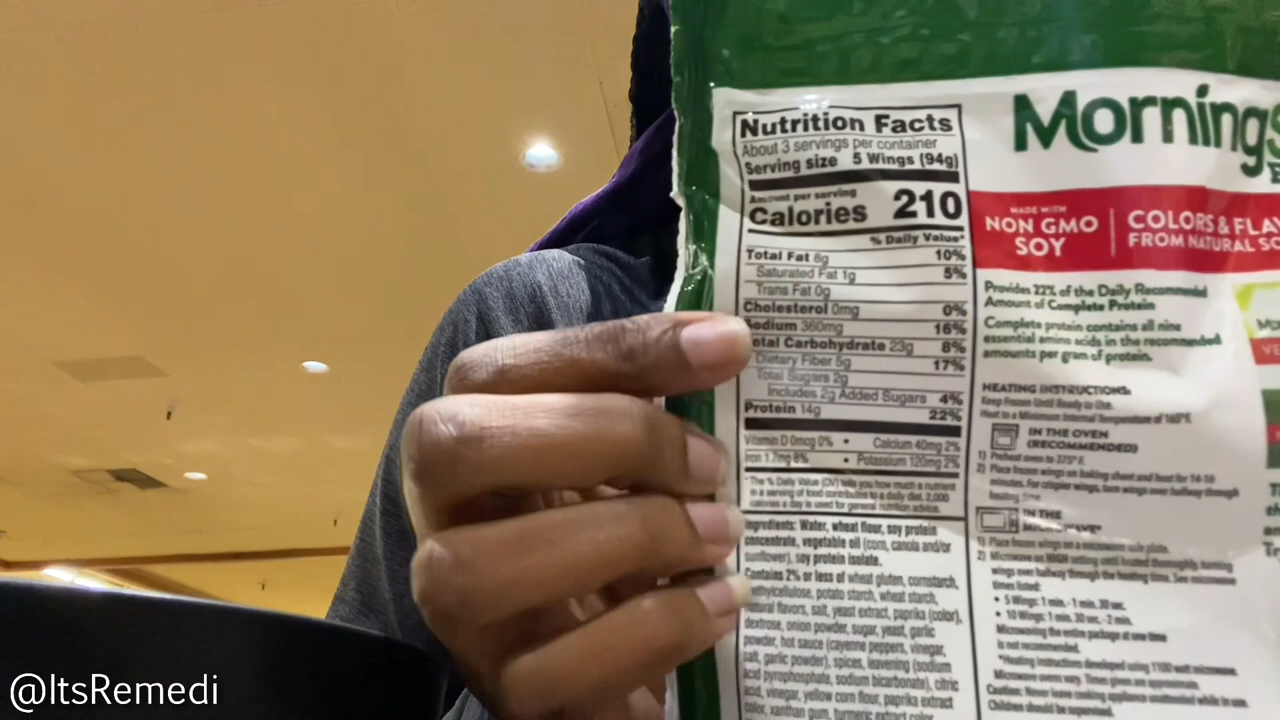 Nutrition Facts
About 3 servings per container
Serving size 5 Wings (94g)
Amount per serving
Calories 210
% Daily Value*
Total Fat 8g 10%
Saturated Fat 1g 5%
Trans Fat 0g
Cholesterol 0mg 0%
Sodium 360mg 16%
otal Carbohydrate 23g 8%
Dietary Fiber 5g 17%
Total Sugars 2g
Includes 2g Added Sugars 4%
Protein 14g 22%
Vitamin D 0mcg 0% • Calcium 40mg 2%
Iron 1.7mg 8% • Potassium 120mg 2%
*The % Daily Value (DV) tells you how much a nutrient
in a serving of food contributes to a daily diet. 2,000
calories a day is used for general nutrition advice.
Ingredients: Water, wheat flour, soy protein
concentrate, vegetable oil (corn, canola and/or
sunflower), soy protein isolate.
Contains 2% or less of wheat gluten, cornstarch,
ethylcellulose, potato starch, wheat starch,
natural flavors, salt, yeast extract, paprika (color),
dextrose, onion powder, sugar, yeast, garlic
powder, hot sauce (cayenne peppers, vinegar,
salt, garlic powder), spices, leavening (sodium
acid pyrophosphate, sodium bicarbonate), citric
acid, vinegar, yellow corn flour, paprika extract
color, xanthan gum, turmeric extract color
Mornings
MADE WITH
NON GMO
SOY
COLORS & FLA
FROM NATURAL SO
Provides 22% of the Daily Recommended
Amount of Complete Protein
Complete protein contains all nine
essential amino acids in the recommended
amounts per gram of protein.
HEATING INSTRUCTIONS:
Keep Frozen Until Ready to Use.
Heat to a Minimum Internal Temperature of 165°F.
IN THE OVEN
(RECOMMENDED)
1) Preheat oven to 375° F.
2) Place frozen wings on baking sheet and heat for 14-16
minutes. For crispier wings, turn wings over halfway through
heating time.
IN THE
1) Place frozen wings on a microwave safe plate.
2) Microwave on HIGH setting until heated thoroughly, turning
wings over halfway through the heating time. See microwave
times listed:
• 5 Wings: 1 min. - 1 min. 30 sec.
• 10 Wings: 1 min. 30 sec. - 2 min.
Microwaving the entire package at one time
is not recommended.
*Heating instructions developed using 1100 watt microwave.
Microwave ovens vary. Times given are approximate.
Caution: Never leave cooking appliance unattended while in use.
Children should be supervised.
@ItsRemedi